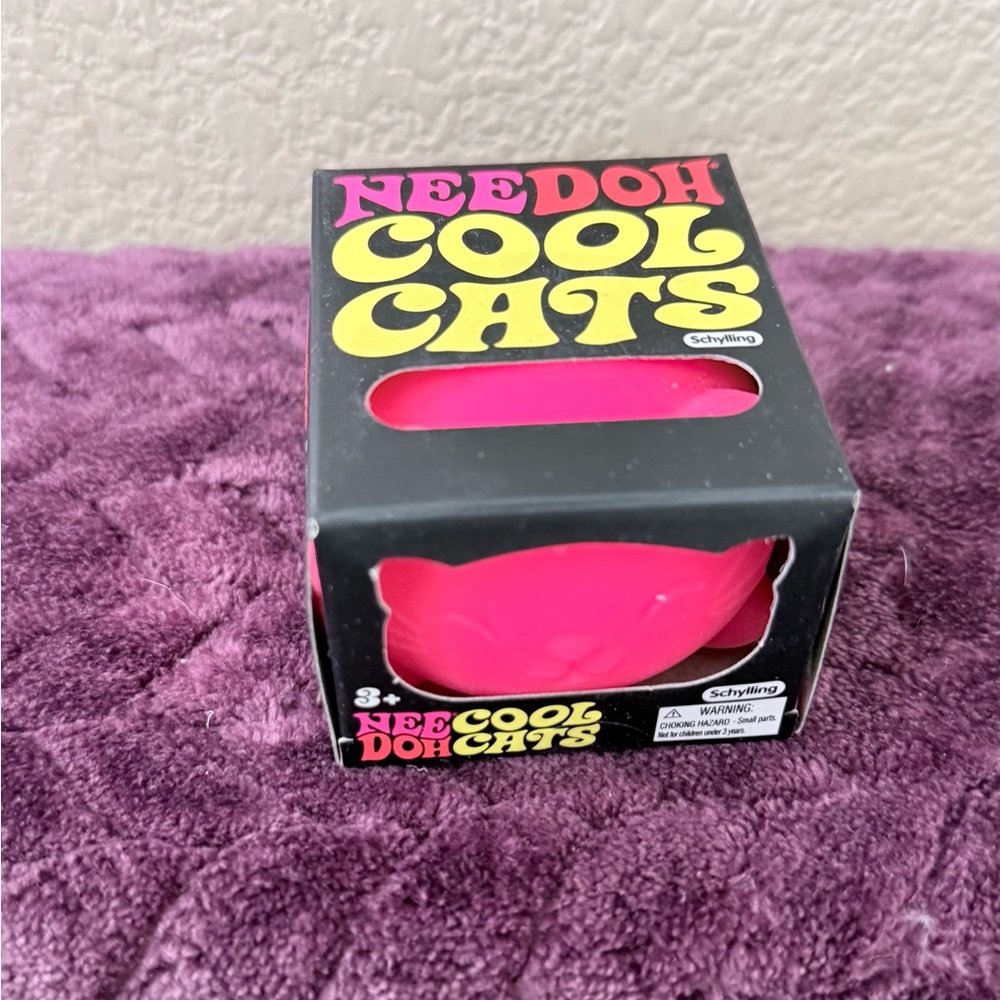 NEEDOH®
COOL
CATS
Schylling
3+
NEE COOL
DOH CATS
Schylling
WARNING:
CHOKING HAZARD - Small parts.
Not for children under 3 years.